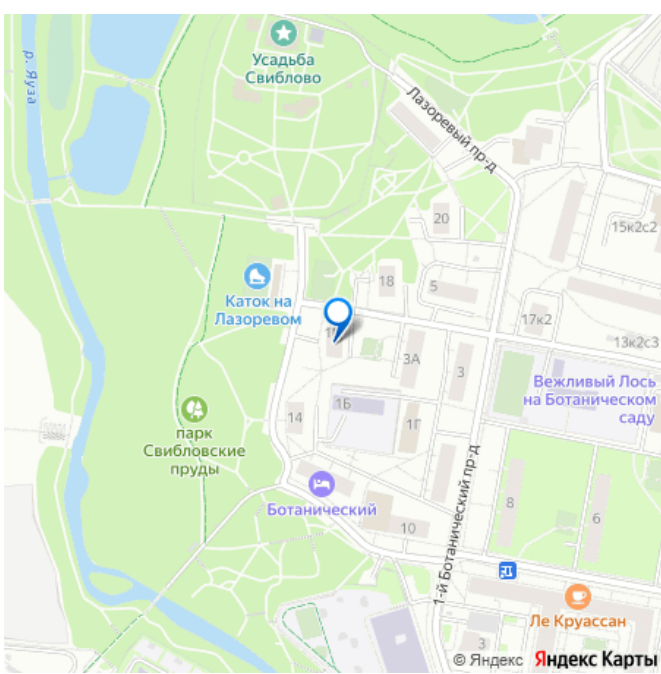 Усадьба
Свиблово
р. Яуза
Лазоревый пр-д
20
15к2с2
Каток на
Лазоревом
18
5
17к2
13к2с3
3А
3
Вежливый Лось
на Ботаническом
саду
парк
Свибловские
пруды
14
1Б
1Г
1-й Ботанический пр-д
Ботанический
10
8
6
Ле Круассан
3
© Яндекс Яндекс Карты